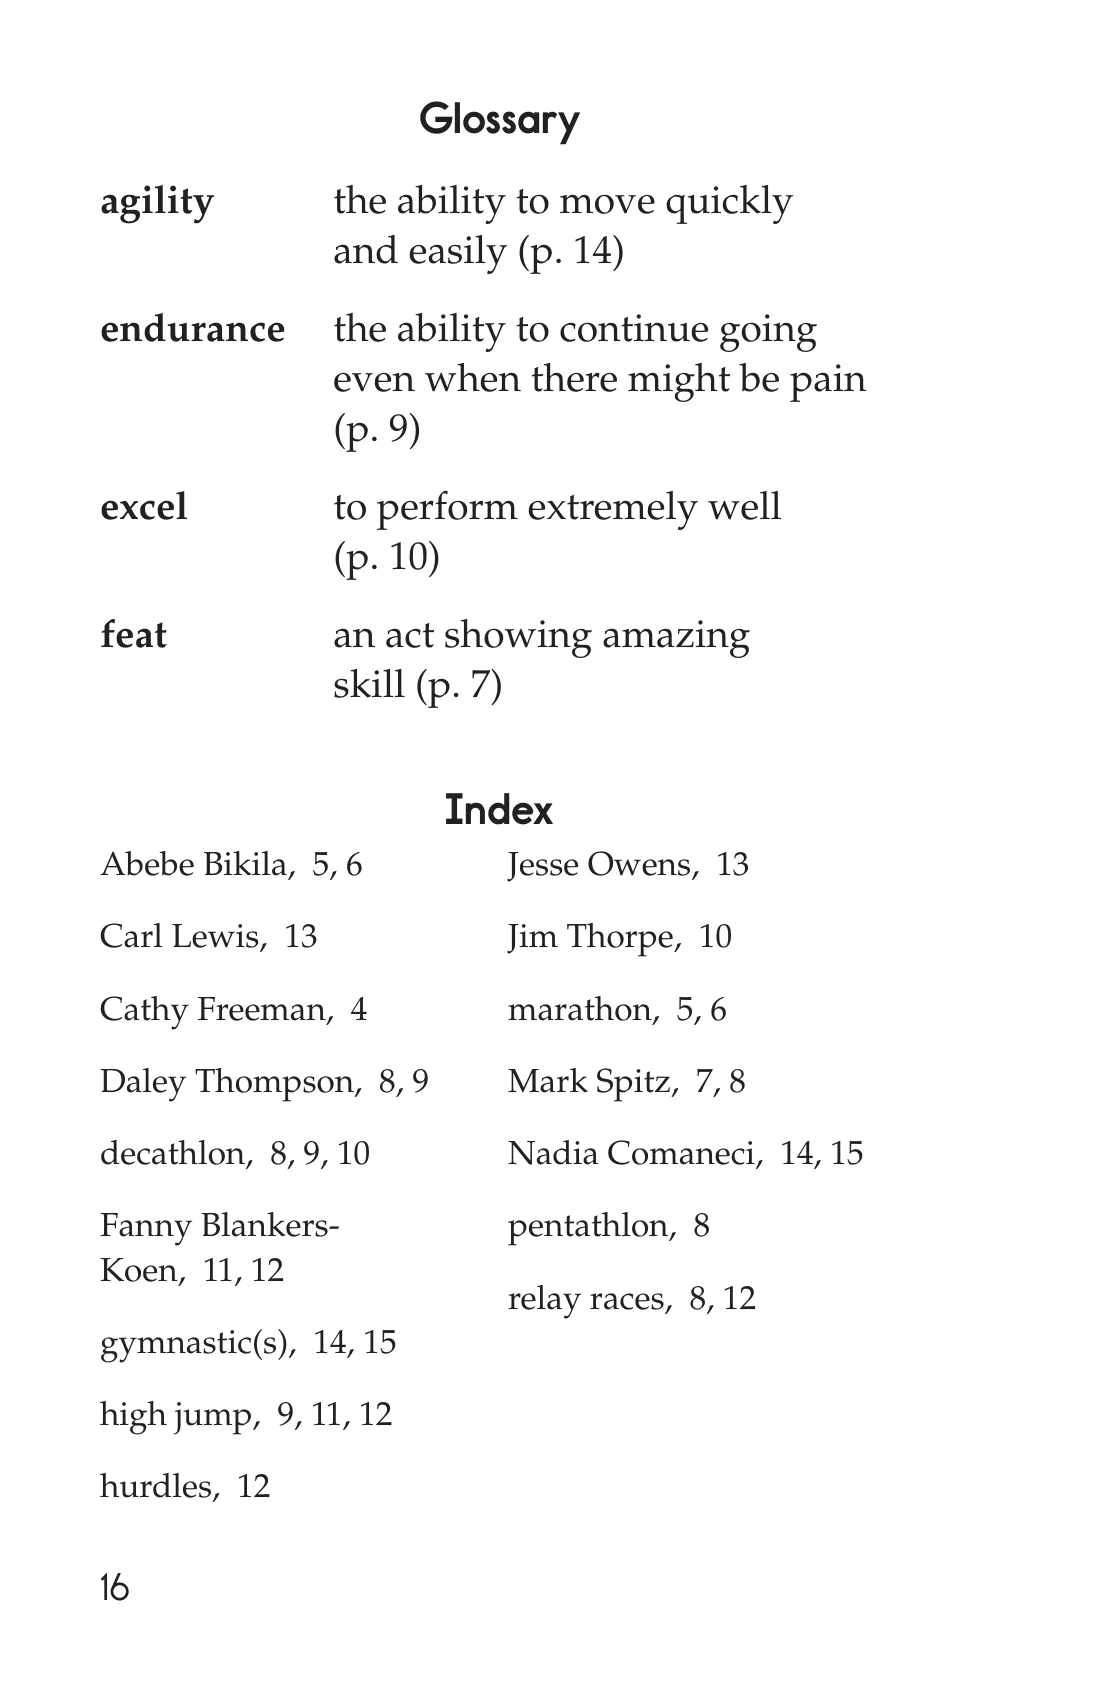 Glossary
agility the ability to move quickly
and easily (p. 14)
endurance the ability to continue going
even when there might be pain
(p. 9)
excel to perform extremely well
(p. 10)
feat an act showing amazing
skill (p. 7)
Index
Abebe Bikila, 5, 6
Carl Lewis, 13
Cathy Freeman, 4
Daley Thompson, 8, 9
decathlon, 8, 9, 10
Fanny Blankers-
Koen, 11, 12
gymnastic(s), 14, 15
high jump, 9, 11, 12
hurdles, 12
Jesse Owens, 13
Jim Thorpe, 10
marathon, 5, 6
Mark Spitz, 7, 8
Nadia Comaneci, 14, 15
pentathlon, 8
relay races, 8, 12
16